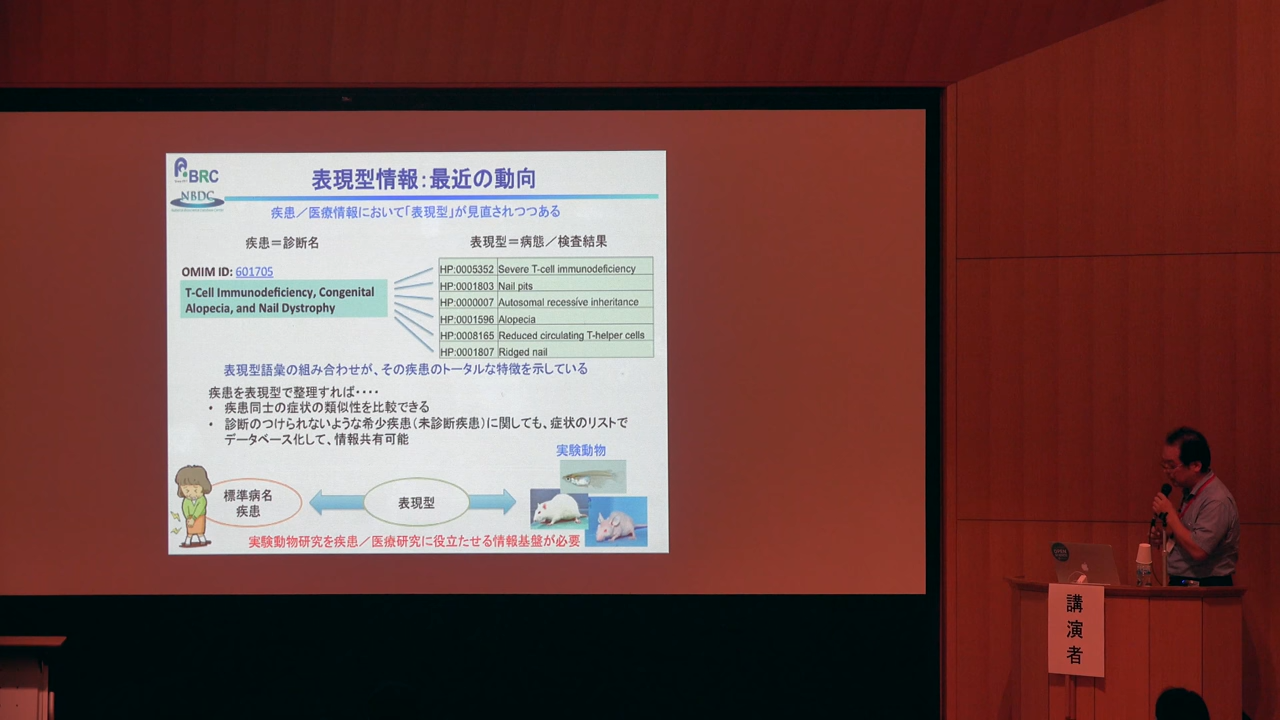 BRC
NBDC
表現型情報：最近の動向
疾患／医療情報において「表現型」が見直されつつある
疾患＝診断名
表現型＝病態／検査結果
OMIM ID: 601705
T-Cell Immunodeficiency, Congenital
Alopecia, and Nail Dystrophy
HP:0005352 Severe T-cell immunodeficiency
HP:0001803 Nail pits
HP:0000007 Autosomal recessive inheritance
HP:0001596 Alopecia
HP:0008165 Reduced circulating T-helper cells
HP:0001807 Ridged nail
表現型語彙の組み合わせが、その疾患のトータルな特徴を示している
疾患を表現型で整理すれば・・・・
• 疾患同士の症状の類似性を比較できる
• 診断のつけられないような希少疾患（未診断疾患）に関しても、症状のリストで
データベース化して、情報共有可能
実験動物
標準病名
疾患
表現型
実験動物研究を疾患／医療研究に役立たせる情報基盤が必要
OPEN
講
演
者